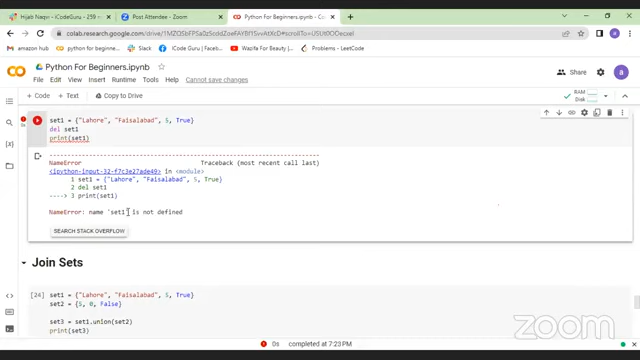 Hijab Naqvi - iCodeGuru - 259
Post Attendee - Zoom
Python For Beginners.ipynb - C
colab.research.google.com/drive/
amazon hub
python for beginner...
Slack
iCode Guru | Faceb...
Wazifa For Beauty |...
Problems - LeetCode
Python For Beginners.ipynb
File Edit View Insert Runtime Tools Help Cannot save changes
Share
a
+ Code + Text Copy to Drive
RAM
Disk
set1 = {"Lahore", "Faisalabad", 5, True}
del set1
print(set1)
0s
NameError Traceback (most recent call last)
<ipython-input-32-f7c3e27ade49> in <module>
1 set1 = {"Lahore", "Faisalabad", 5, True}
2 del set1
----> 3 print(set1)
NameError: name 'set1' is not defined
SEARCH STACK OVERFLOW
Join Sets
[24] set1 = {"Lahore", "Faisalabad", 5, True}
set2 = {5, 0, False}
set3 = set1.union(set2)
print(set3)
0s completed at 7:23 PM
zoom